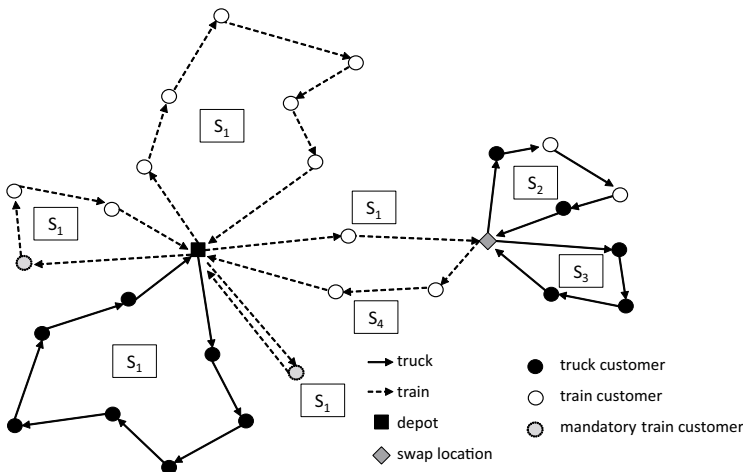 S1
S2
S1
S1
S3
S4
S1
S1
truck
train
depot
swap location
truck customer
train customer
mandatory train customer